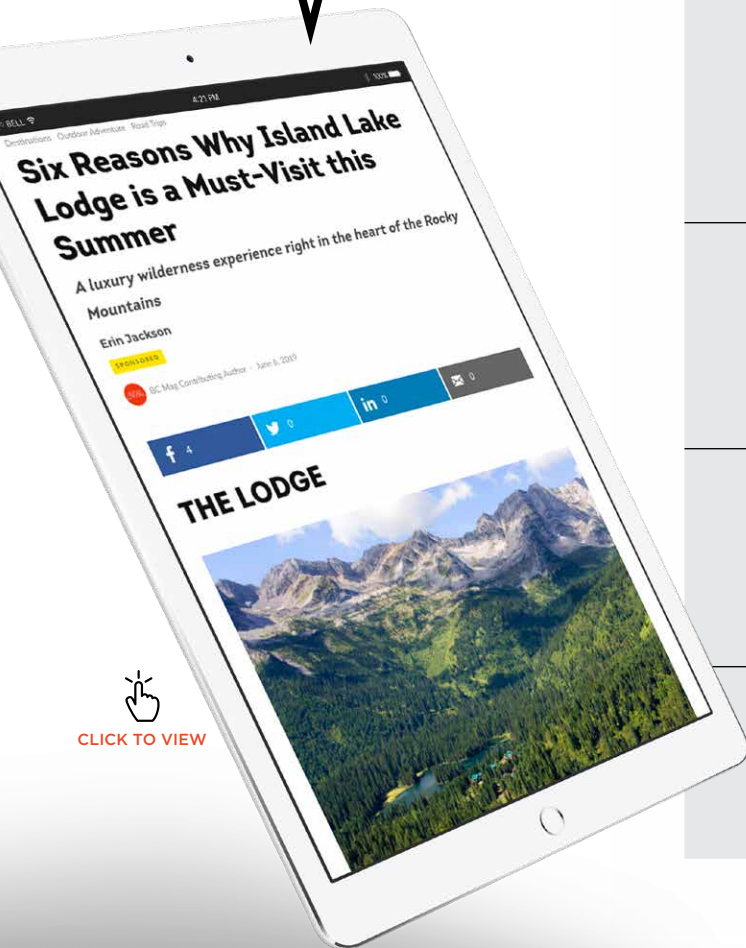 BELL
4:21 PM
100%
Destinations Outdoor Adventure Road Trips
Six Reasons Why Island Lake
Lodge is a Must-Visit this
Summer
A luxury wilderness experience right in the heart of the Rocky
Mountains
Erin Jackson
SPONSORED
BC Mag Contributing Author - June 6, 2019
4
0
in 0
0
THE LODGE
CLICK TO VIEW